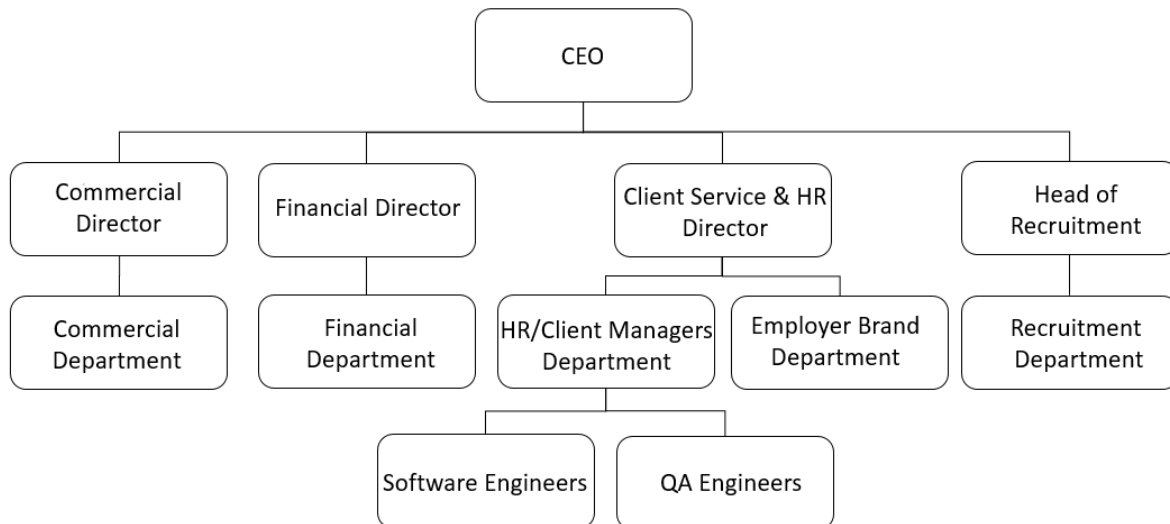 CEO
Commercial
Director
Financial Director
Client Service & HR
Director
Head of
Recruitment
Commercial
Department
Financial
Department
HR/Client Managers
Department
Employer Brand
Department
Recruitment
Department
Software Engineers
QA Engineers